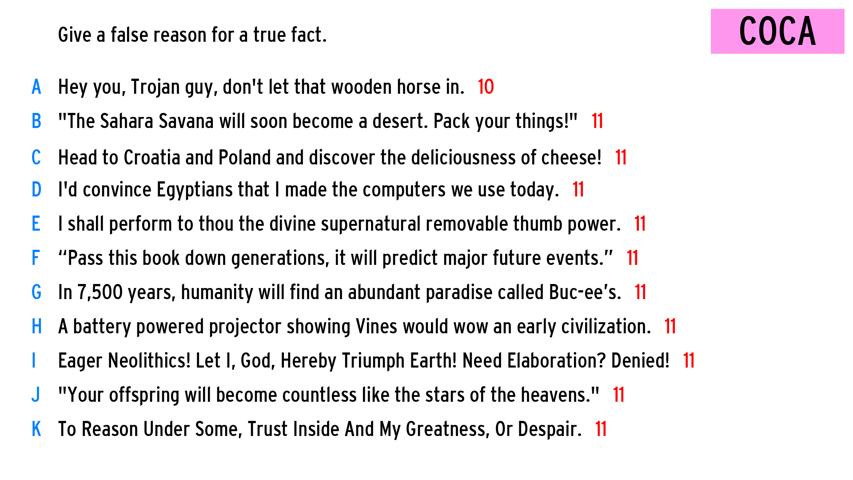 Give a false reason for a true fact.
COCA
A Hey you, Trojan guy, don't let that wooden horse in. 10
B "The Sahara Savana will soon become a desert. Pack your things!" 11
C Head to Croatia and Poland and discover the deliciousness of cheese! 11
D I'd convince Egyptians that I made the computers we use today. 11
E I shall perform to thou the divine supernatural removable thumb power. 11
F “Pass this book down generations, it will predict major future events.” 11
G In 7,500 years, humanity will find an abundant paradise called Buc-ee’s. 11
H A battery powered projector showing Vines would wow an early civilization. 11
I Eager Neolithics! Let I, God, Hereby Triumph Earth! Need Elaboration? Denied! 11
J "Your offspring will become countless like the stars of the heavens." 11
K To Reason Under Some, Trust Inside And My Greatness, Or Despair. 11